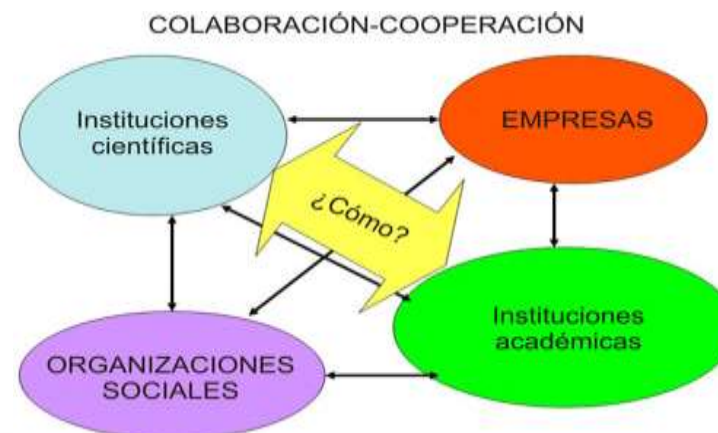 COLABORACIÓN-COOPERACIÓN
Instituciones
científicas
EMPRESAS
¿Cómo?
Instituciones
académicas
ORGANIZACIONES
SOCIALES